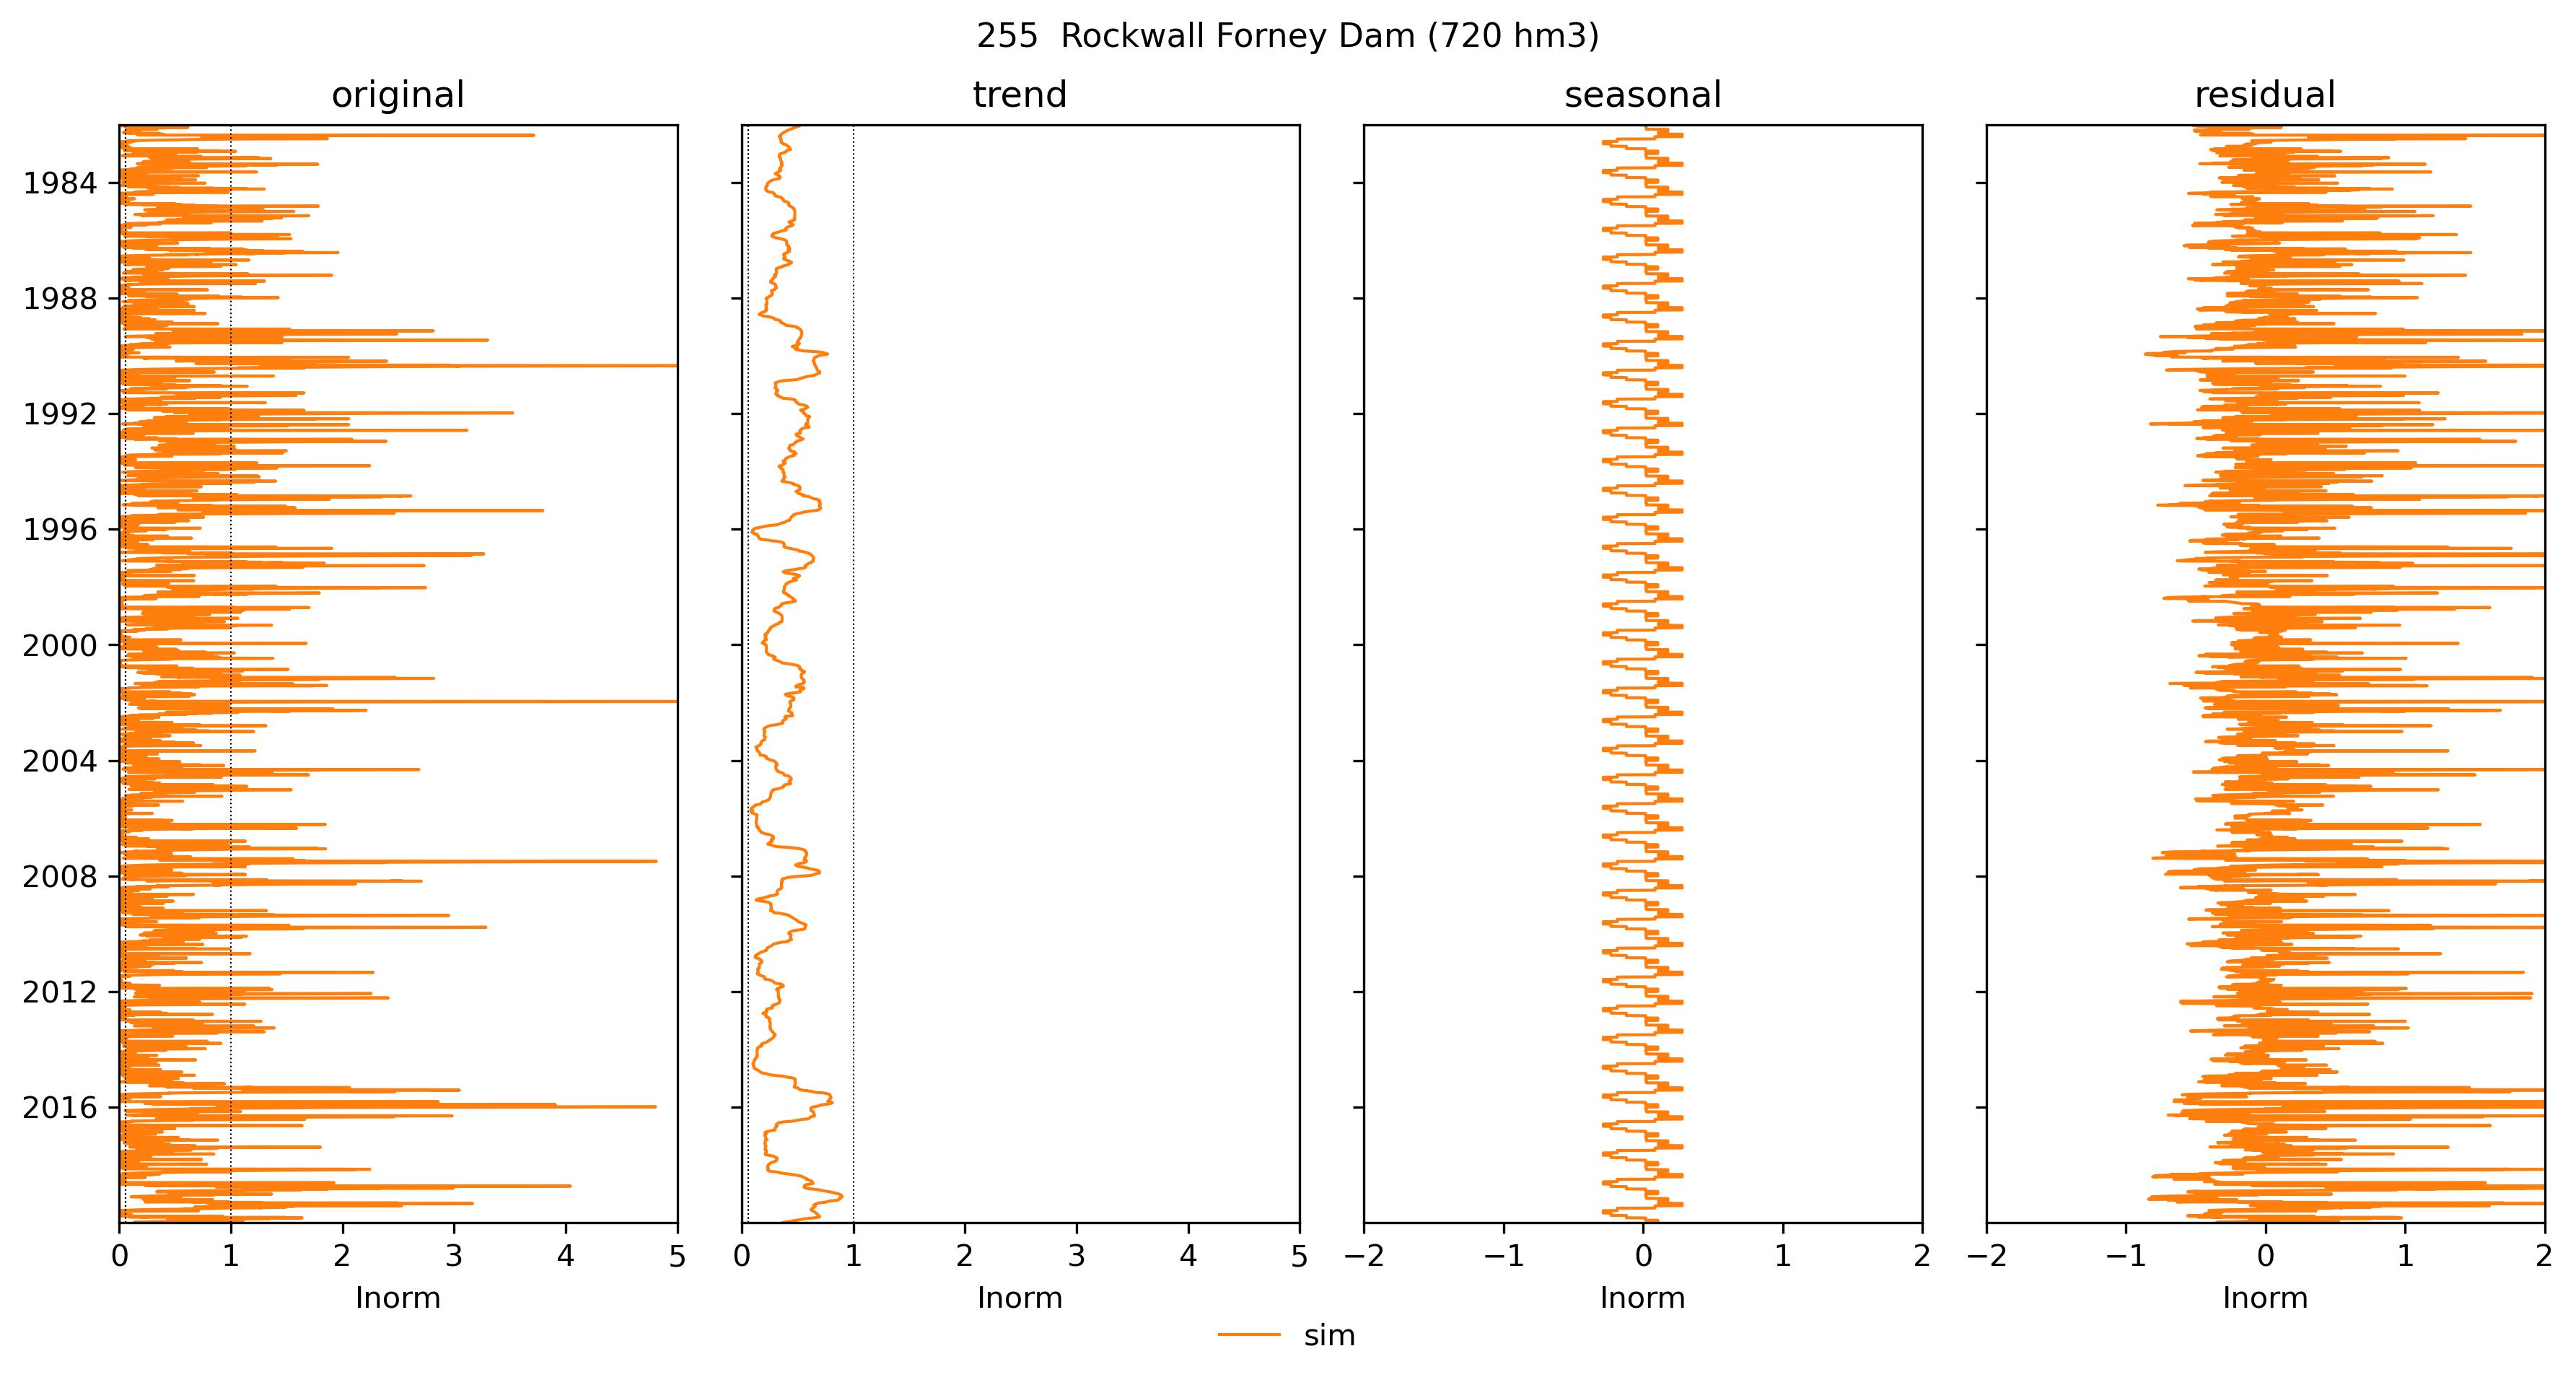 255  Rockwall Forney Dam (720 hm3)
original
trend
seasonal
residual
1984
1988
1992
1996
2000
2004
2008
2012
2016
0 1 2 3 4 5
0 1 2 3 4 5
−2 −1 0 1 2
−2 −1 0 1 2
Inorm
Inorm
Inorm
Inorm
sim